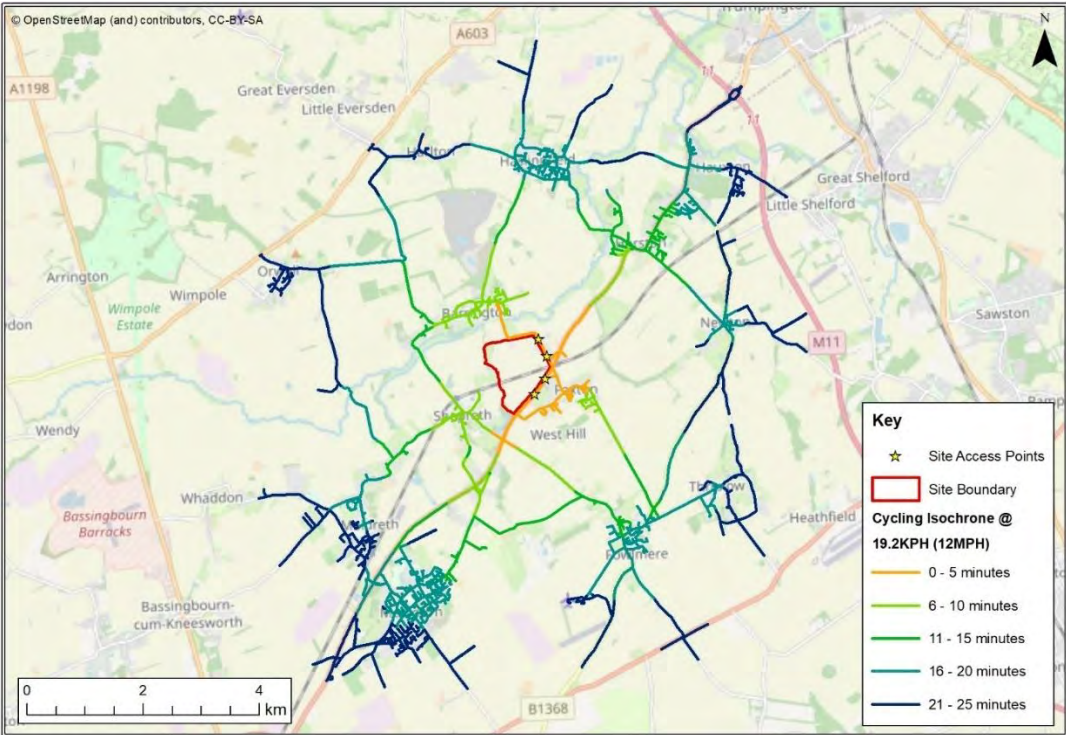 © OpenStreetMap (and) contributors, CC-BY-SA
N
A603
11
A1198
Great Eversden
Little Eversden
11
Great Shelford
Little Shelford
Arrington
Wimpole
Wimpole
Estate
Sawston
M11
Wendy
West Hill
Whaddon
Heathfield
Bassingbourn
Barracks
Bassingbourn-
cum-Kneesworth
B1368
0 2 4
km
Key
Site Access Points
Site Boundary
Cycling Isochrone @
19.2KPH (12MPH)
0 - 5 minutes
6 - 10 minutes
11 - 15 minutes
16 - 20 minutes
21 - 25 minutes